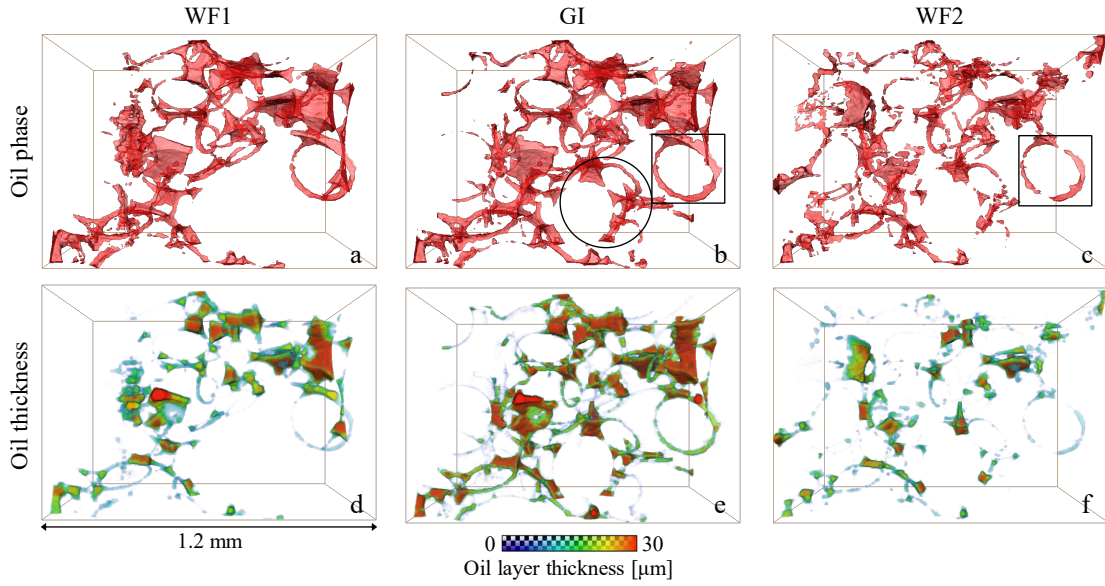 WF1 GI WF2
Oil phase
a b c
Oil thickness
d e f
1.2 mm
0 30
Oil layer thickness [μm]